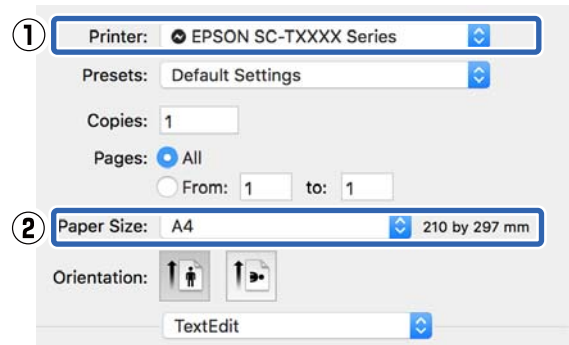 ① Printer: EPSON SC-TXXXX Series
Presets: Default Settings
Copies: 1
Pages: All
From: 1 to: 1
② Paper Size: A4 210 by 297 mm
Orientation:
TextEdit